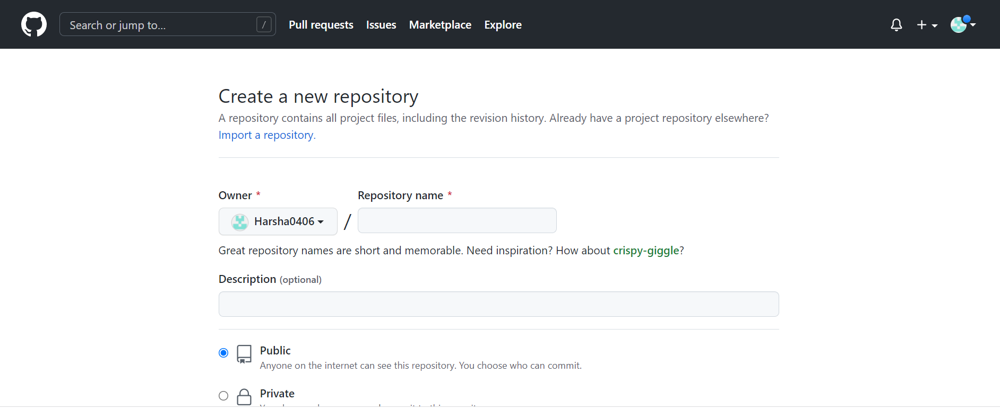 Search or jump to... / Pull requests Issues Marketplace Explore
Create a new repository
A repository contains all project files, including the revision history. Already have a project repository elsewhere?
Import a repository.
Owner * Repository name *
Harsha0406 /
Great repository names are short and memorable. Need inspiration? How about crispy-giggle?
Description (optional)
Public
Anyone on the internet can see this repository. You choose who can commit.
Private